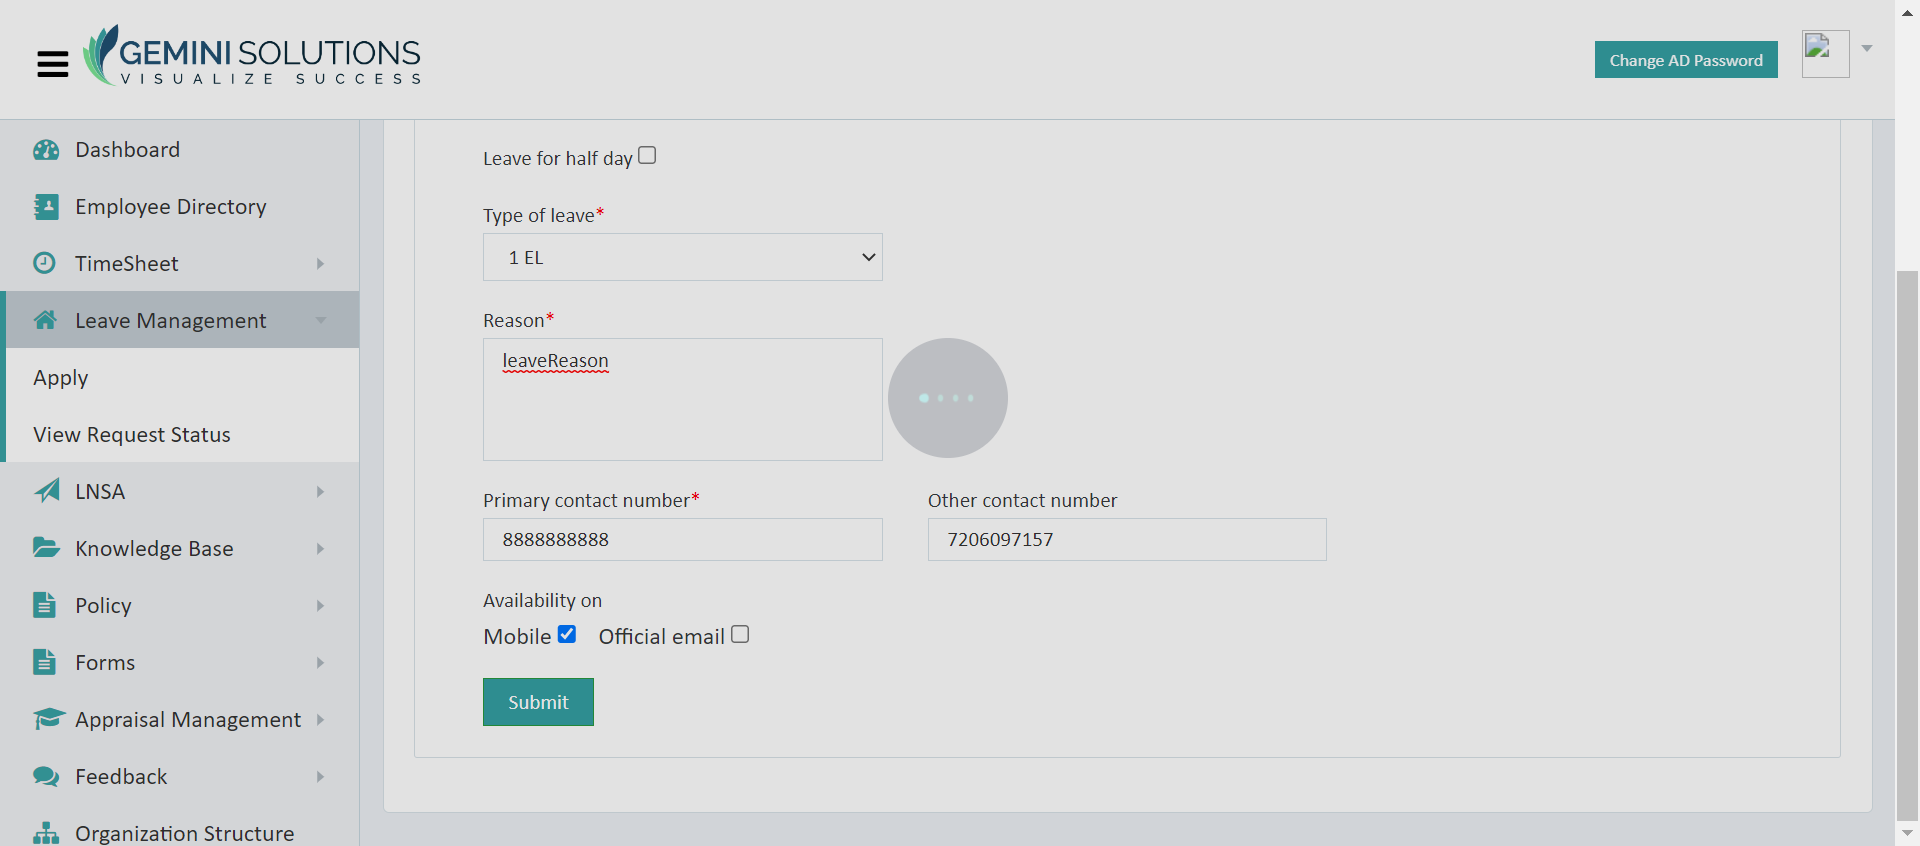 GEMINI SOLUTIONS
VISUALIZE SUCCESS
Change AD Password
Dashboard
Employee Directory
TimeSheet
Leave Management
Apply
View Request Status
LNSA
Knowledge Base
Policy
Forms
Appraisal Management
Feedback
Organization Structure
Leave for half day
Type of leave*
1 EL
Reason*
leaveReason
Primary contact number*
Other contact number
8888888888
7206097157
Availability on
Mobile
Official email
Submit